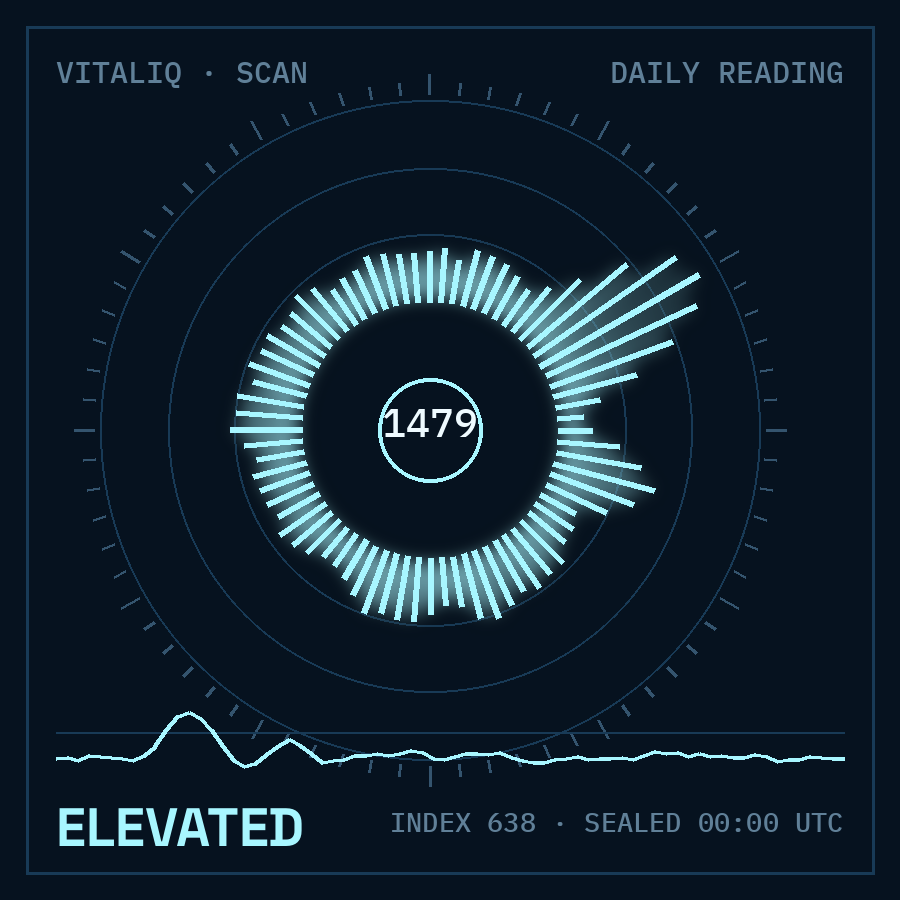 VITALIQ · SCAN
DAILY READING
1479
ELEVATED
INDEX 638 · SEALED 00:00 UTC